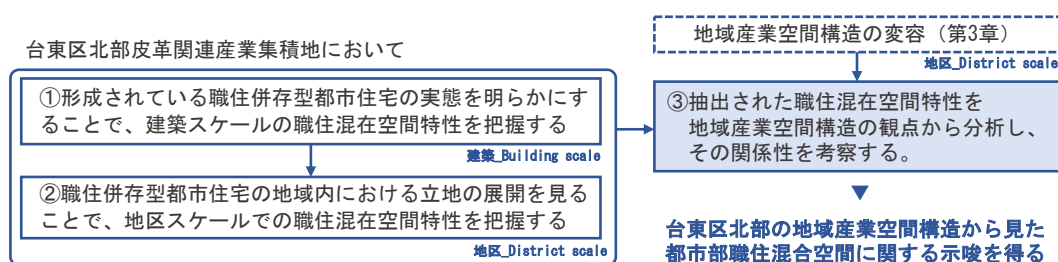 台東区北部皮革関連産業集積地において
①形成されている職住併存型都市住宅の実態を明らかにす
ることで、建築スケールの職住混在空間特性を把握する
建築_Building scale
②職住併存型都市住宅の地域内における立地の展開を見る
ことで、地区スケールでの職住混在空間特性を把握する
地区_District scale
地域産業空間構造の変容（第3章）
地区_District scale
③抽出された職住混在空間特性を
地域産業空間構造の観点から分析し、
その関係性を考察する。
▼
台東区北部の地域産業空間構造から見た
都市部職住混合空間に関する示唆を得る